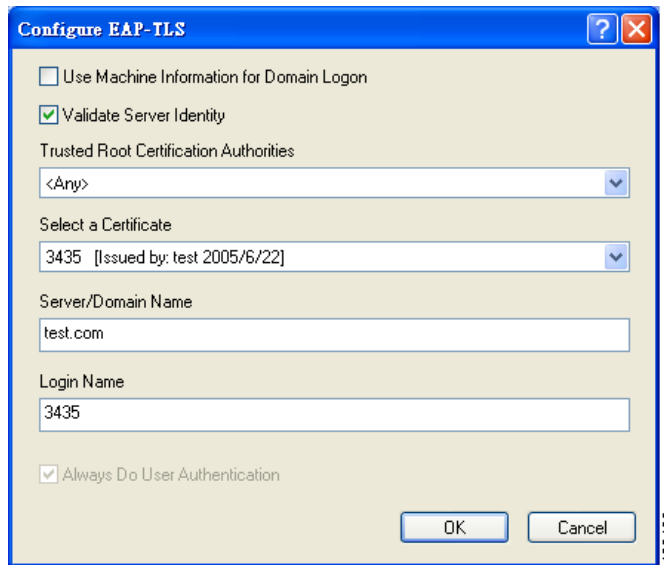 Configure EAP-TLS
Use Machine Information for Domain Logon
Validate Server Identity
Trusted Root Certification Authorities
<Any>
Select a Certificate
3435 [Issued by: test 2005/6/22]
Server/Domain Name
test.com
Login Name
3435
Always Do User Authentication
OK Cancel